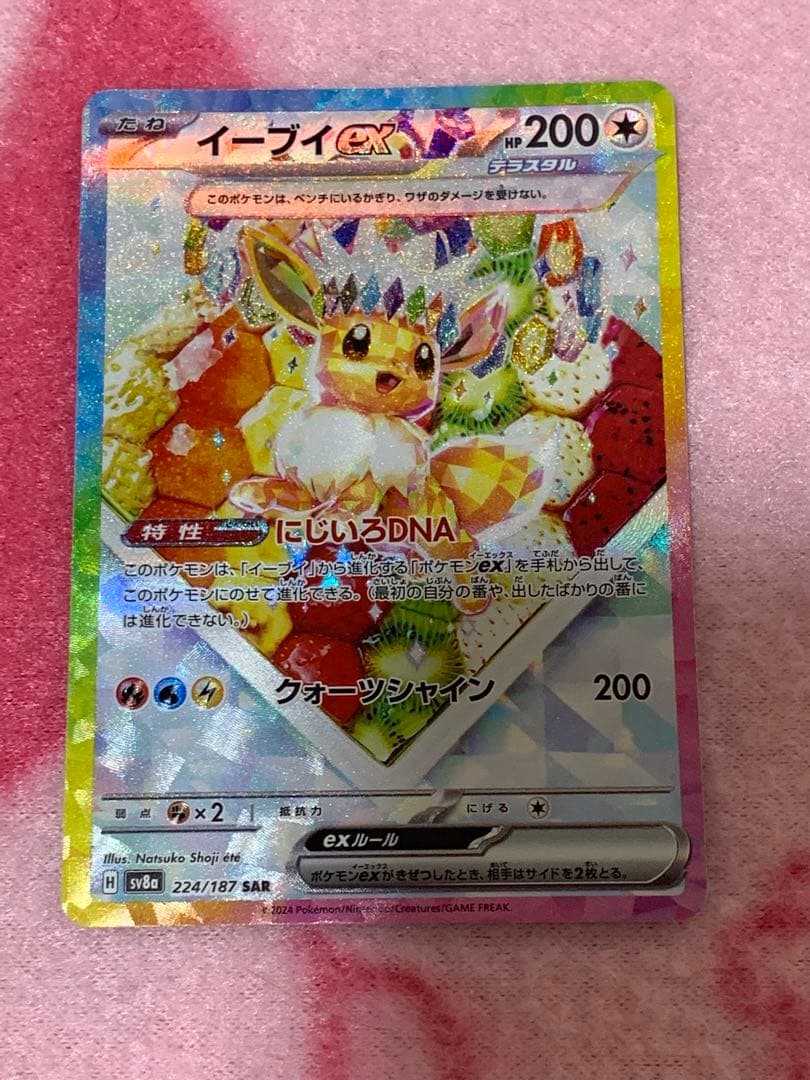 たね
イーブイex
HP 200
テラスタル
このポケモンは、ベンチにいるかぎり、ワザのダメージを受けない。
特性 にじいろDNA
このポケモンは、「イーブイ」から進化する「ポケモンex」を手札から出して、
このポケモンにのせて進化できる。(最初の自分の番や、出したばかりの番に
は進化できない。)
クォーツシャイン 200
弱点 ×2 抵抗力 にげる
exルール
ポケモンexがきぜつしたとき、相手はサイドを2枚とる。
Illus. Natsuko Shoji été
H sv8a 224/187 SAR
©2024 Pokémon/Nintendo/Creatures/GAME FREAK.